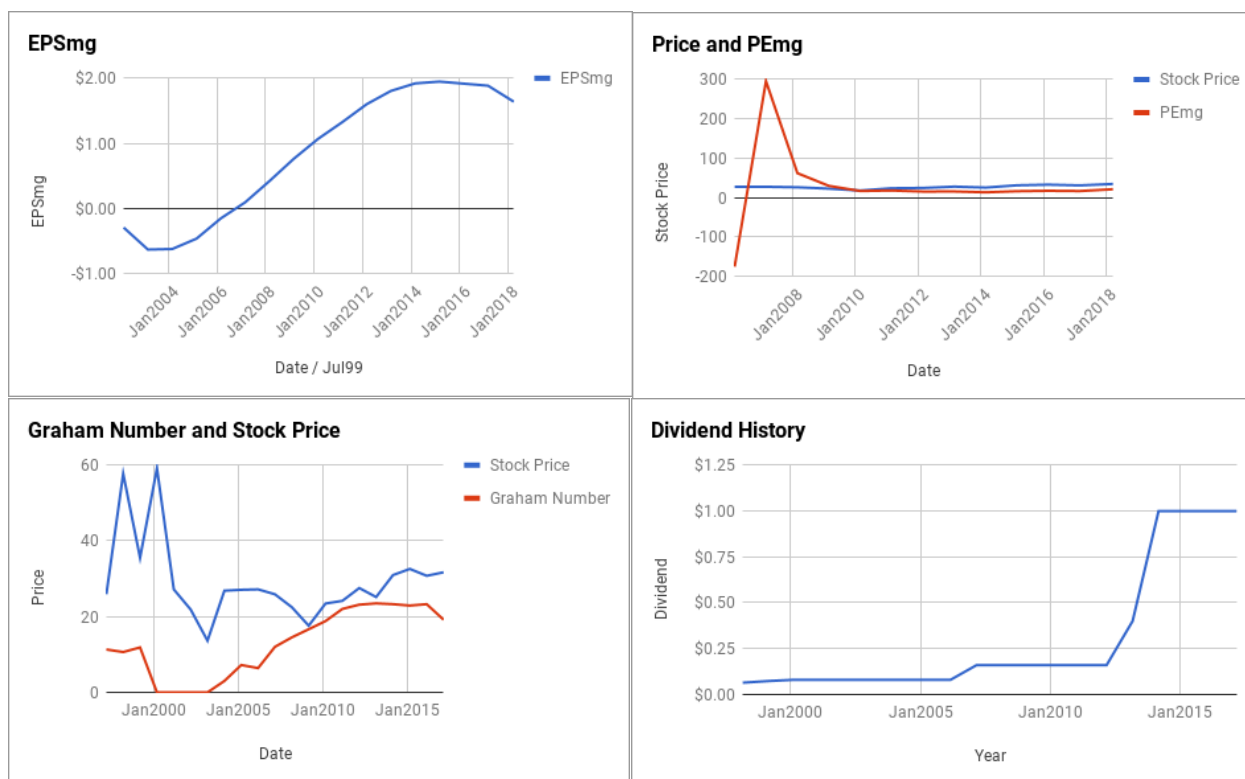 EPSmg
EPSmg
$2.00
$1.00
$0.00
-$1.00
EPSmg
Jan2004
Jan2006
Jan2008
Jan2010
Jan2012
Jan2014
Jan2016
Jan2018
Date / Jul99
Price and PEmg
Stock Price
PEmg
300
200
100
0
-100
-200
Stock Price
Jan2008
Jan2010
Jan2012
Jan2014
Jan2016
Jan2018
Date
Graham Number and Stock Price
Stock Price
Graham Number
60
40
20
0
Price
Jan2000
Jan2005
Jan2010
Jan2015
Date
Dividend History
$1.25
$1.00
$0.75
$0.50
$0.25
$0.00
Dividend
Jan2000
Jan2005
Jan2010
Jan2015
Year